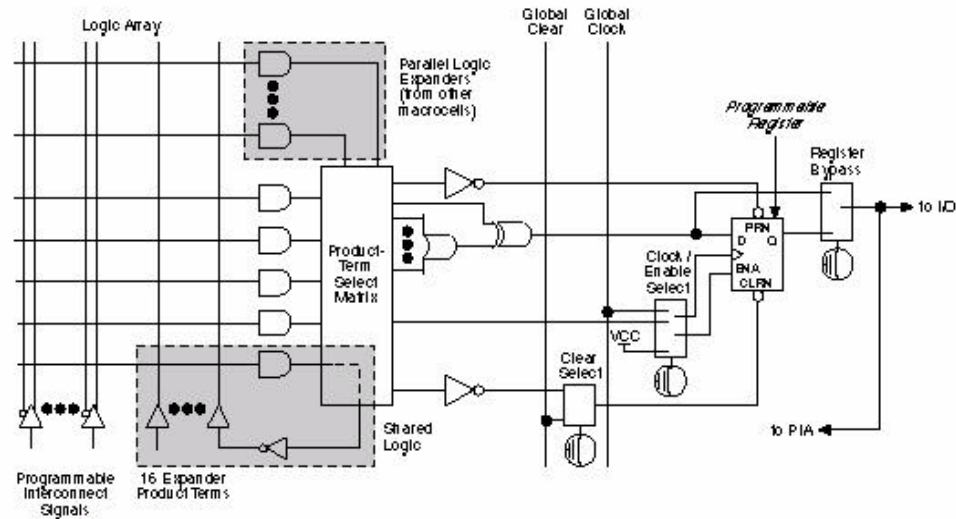 Logic Array
Global
Clear
Global
Clock
Parallel Logic
Expanders
(from other
macrocells)
Programmable
Register
Register
Bypass
to I/O
PRN
D Q
ENA
CLRN
Product-
Term
Select
Matrix
Clock /
Enable
Select
VCC
Clear
Select
to PIA
Shared
Logic
Programmable
Interconnect
Signals
16 Expander
Product Terms